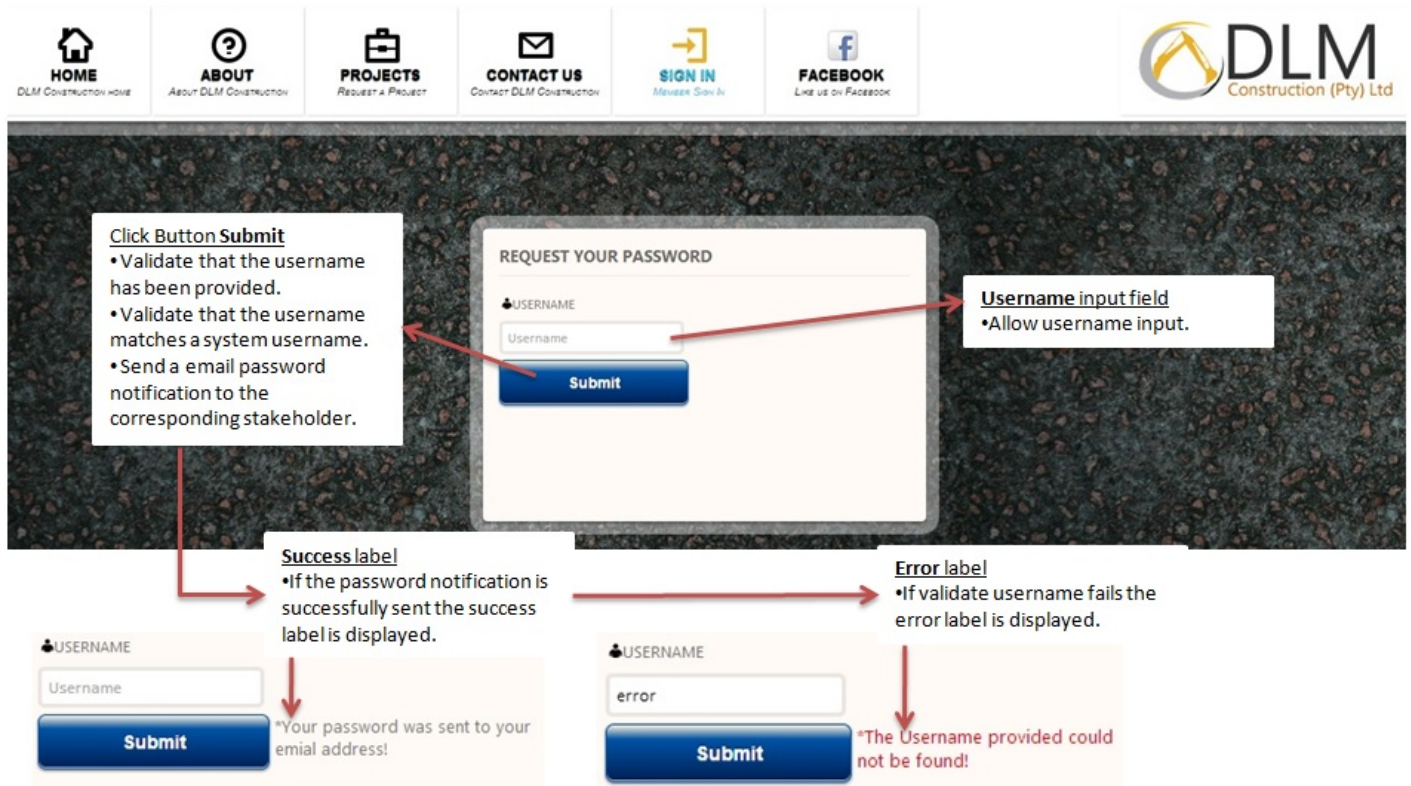 HOME
DLM CONSTRUCTION HOME
ABOUT
ABOUT DLM CONSTRUCTION
PROJECTS
REQUEST A PROJECT
CONTACT US
CONTACT DLM CONSTRUCTION
SIGN IN
MEMBER SIGN IN
FACEBOOK
LIKE US ON FACEBOOK
DLM
Construction (Pty) Ltd
Click Button Submit
•Validate that the username
has been provided.
•Validate that the username
matches a system username.
•Send a email password
notification to the
corresponding stakeholder.
REQUEST YOUR PASSWORD
USERNAME
Username
Submit
Username input field
•Allow username input.
Success label
•If the password notification is
successfully sent the success
label is displayed.
Error label
•If validate username fails the
error label is displayed.
USERNAME
Username
Submit
*Your password was sent to your
emial address!
USERNAME
error
Submit
*The Username provided could
not be found!